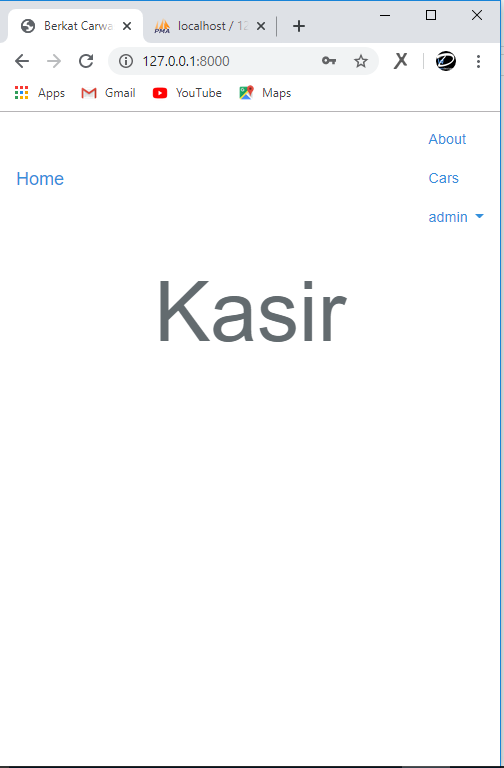 Berkat Carwa
localhost / 12
127.0.0.1:8000
X
Apps Gmail YouTube Maps
About
Home
Cars
admin
Kasir